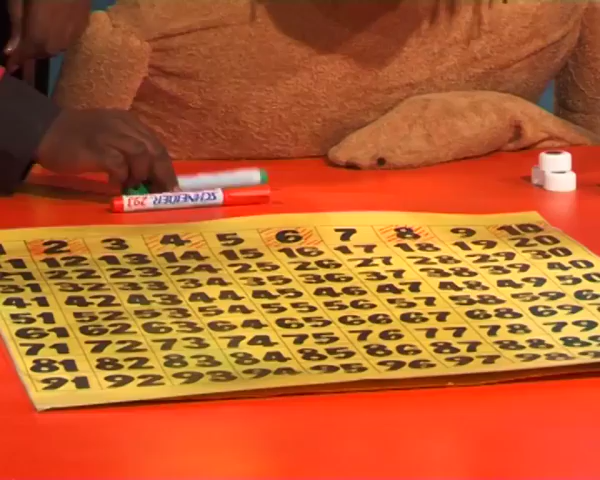 SCHNEIDER 293
1 2 3 4 5 6 7 8 9 10
11 12 13 14 15 16 17 18 19 20
21 22 23 24 25 26 27 28 29 30
31 32 33 34 35 36 37 38 39 40
41 42 43 44 45 46 47 48 49 50
51 52 53 54 55 56 57 58 59 60
61 62 63 64 65 66 67 68 69
71 72 73 74 75 76 77 78 79
81 82 83 84 85 86 87 88 89
91 92 93 94 95 96 97 98